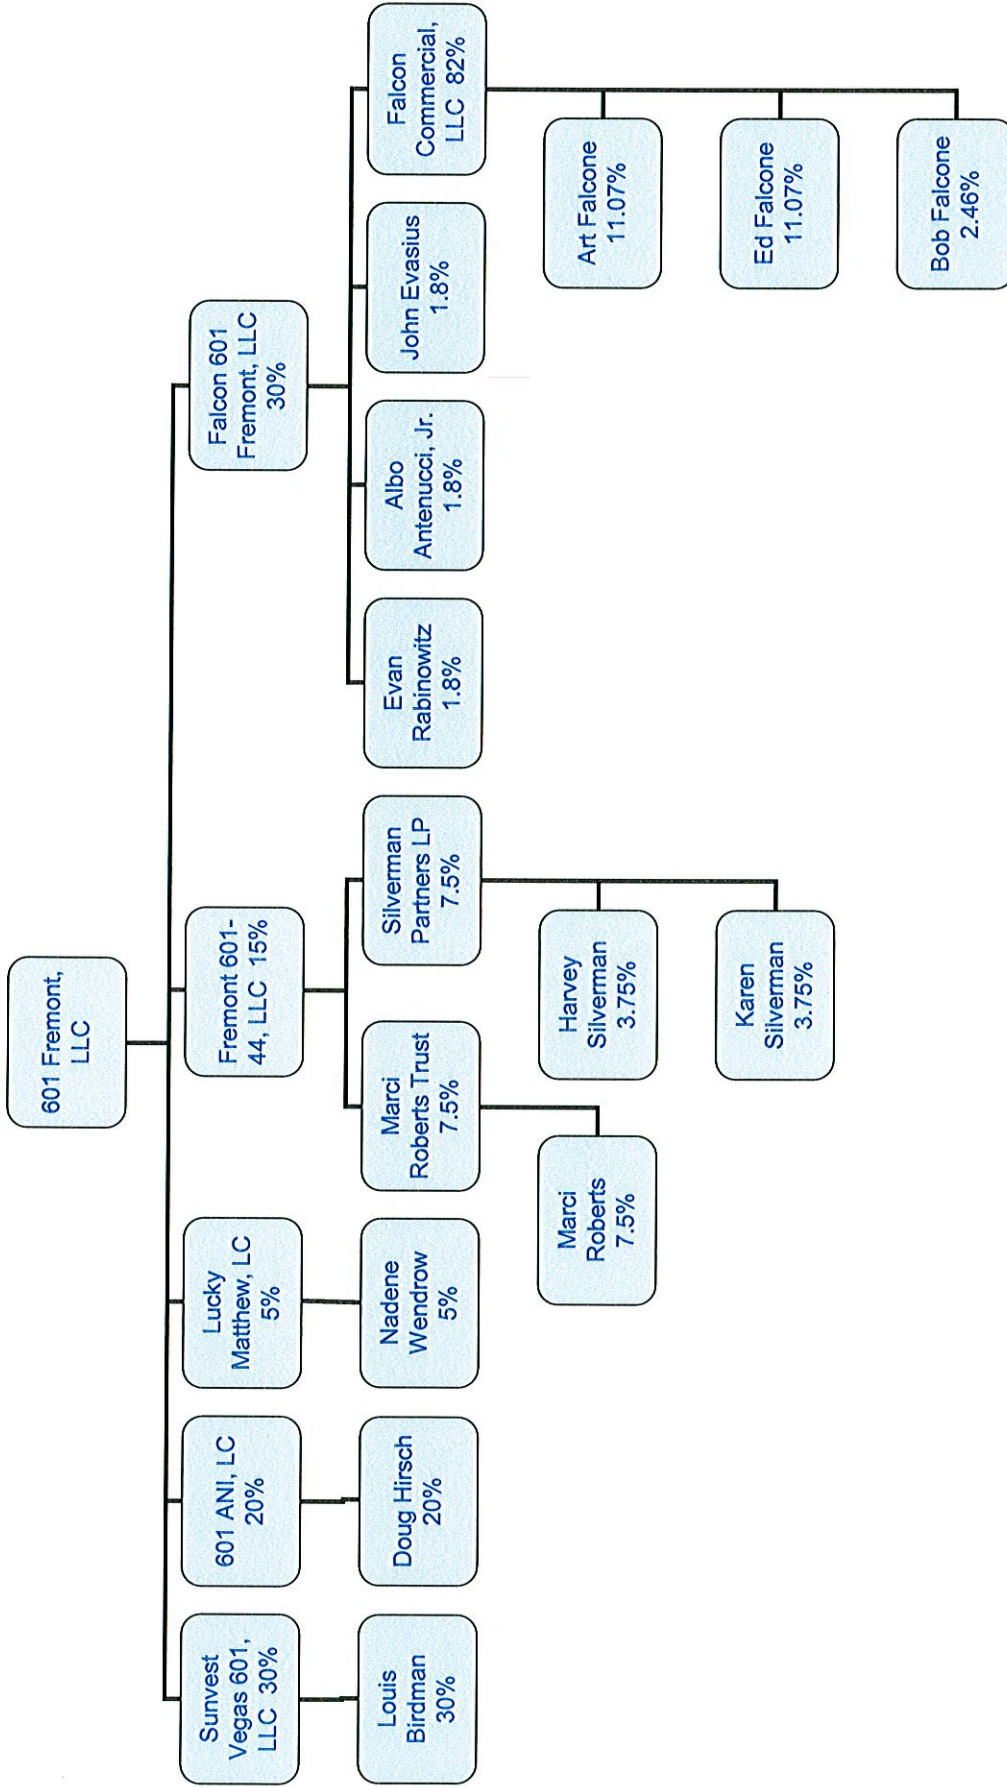 601 Fremont,
LLC
Sunvest
Vegas 601,
LLC 30%
601 ANI, LC
20%
Lucky
Matthew, LC
5%
Fremont 601-
44, LLC 15%
Falcon 601
Fremont, LLC
30%
Louis
Birdman
30%
Doug Hirsch
20%
Nadene
Wendrow
5%
Marci
Roberts Trust
7.5%
Silverman
Partners LP
7.5%
Evan
Rabinowitz
1.8%
Albo
Antenucci, Jr.
1.8%
John Evasius
1.8%
Falcon
Commercial,
LLC 82%
Marci
Roberts
7.5%
Harvey
Silverman
3.75%
Karen
Silverman
3.75%
Art Falcone
11.07%
Ed Falcone
11.07%
Bob Falcone
2.46%